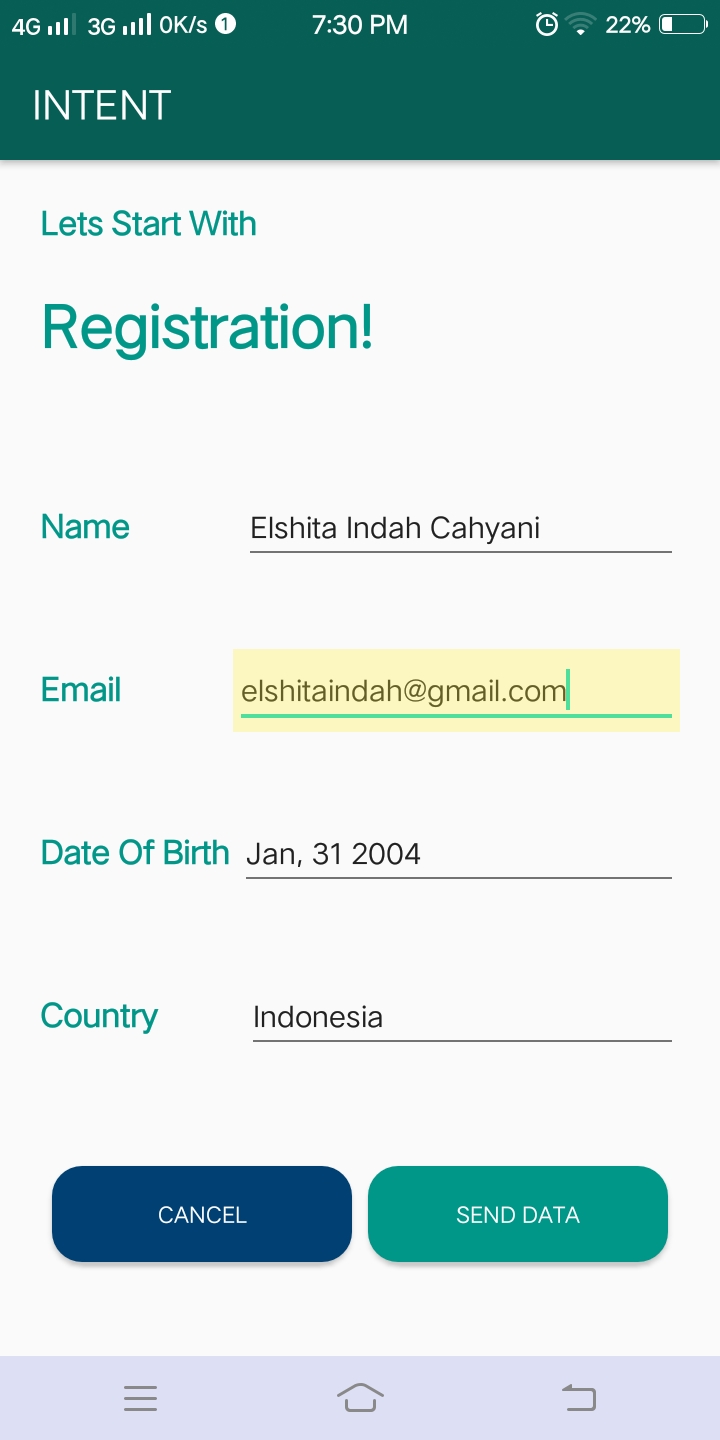 4G 3G 0K/s 1 7:30 PM 22%
INTENT
Lets Start With
Registration!
Name Elshita Indah Cahyani
Email elshitaindah@gmail.com
Date Of Birth Jan, 31 2004
Country Indonesia
CANCEL SEND DATA